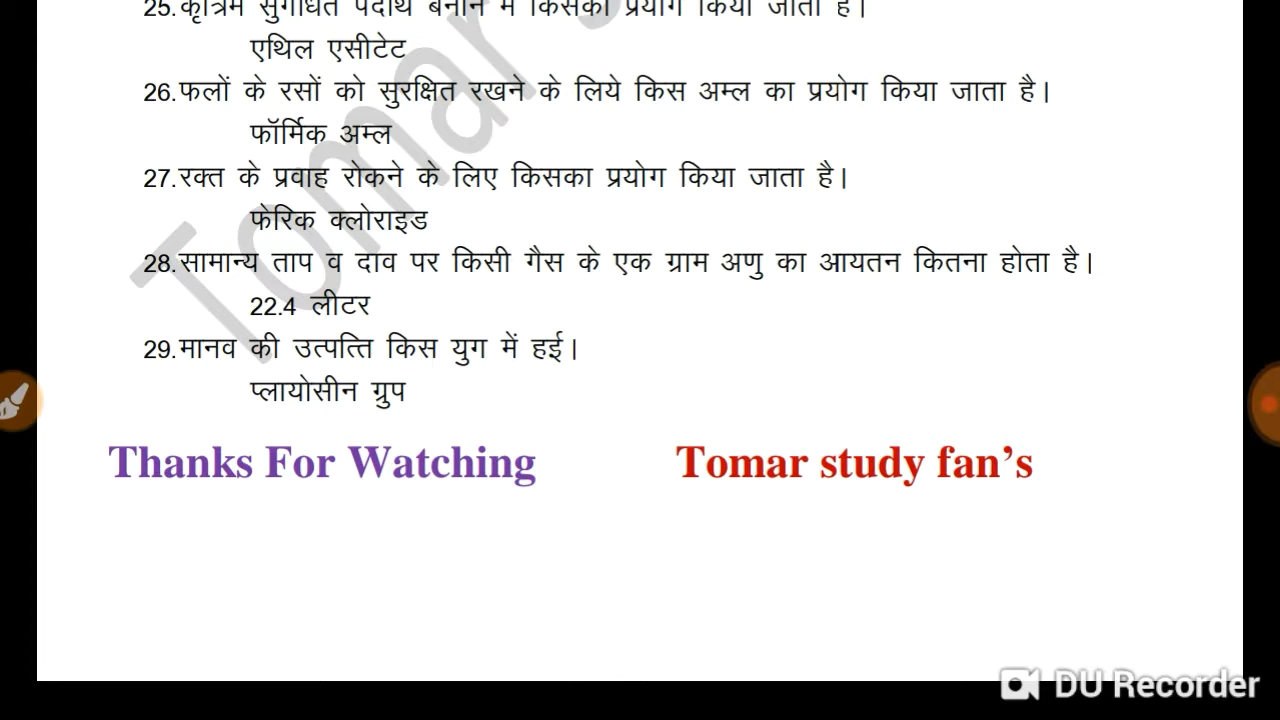 25.कृत्रिम सुगंधित पदार्थ बनाने में किसका प्रयोग किया जाता है।
एथिल एसीटेट
26.फलों के रसों को सुरक्षित रखने के लिये किस अम्ल का प्रयोग किया जाता है।
फॉर्मिक अम्ल
27.रक्त के प्रवाह रोकने के लिए किसका प्रयोग किया जाता है।
फेरिक क्लोराइड
28.सामान्य ताप व दाव पर किसी गैस के एक ग्राम अणु का आयतन कितना होता है।
22.4 लीटर
29.मानव की उत्पत्ति किस युग में हई।
प्लायोसीन ग्रुप
Thanks For Watching Tomar study fan’s
Tomar
DU Recorder